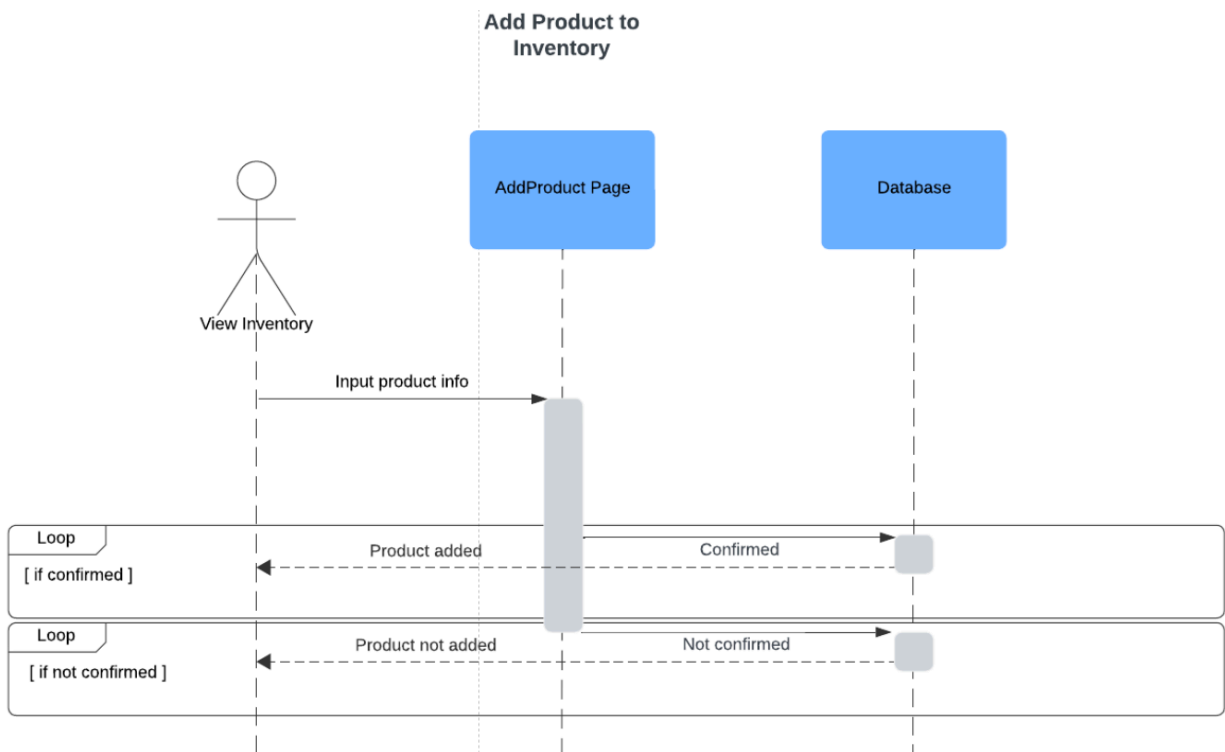 Add Product to
Inventory
AddProduct Page
Database
View Inventory
Input product info
Loop
Product added
Confirmed
[ if confirmed ]
Loop
Product not added
Not confirmed
[ if not confirmed ]